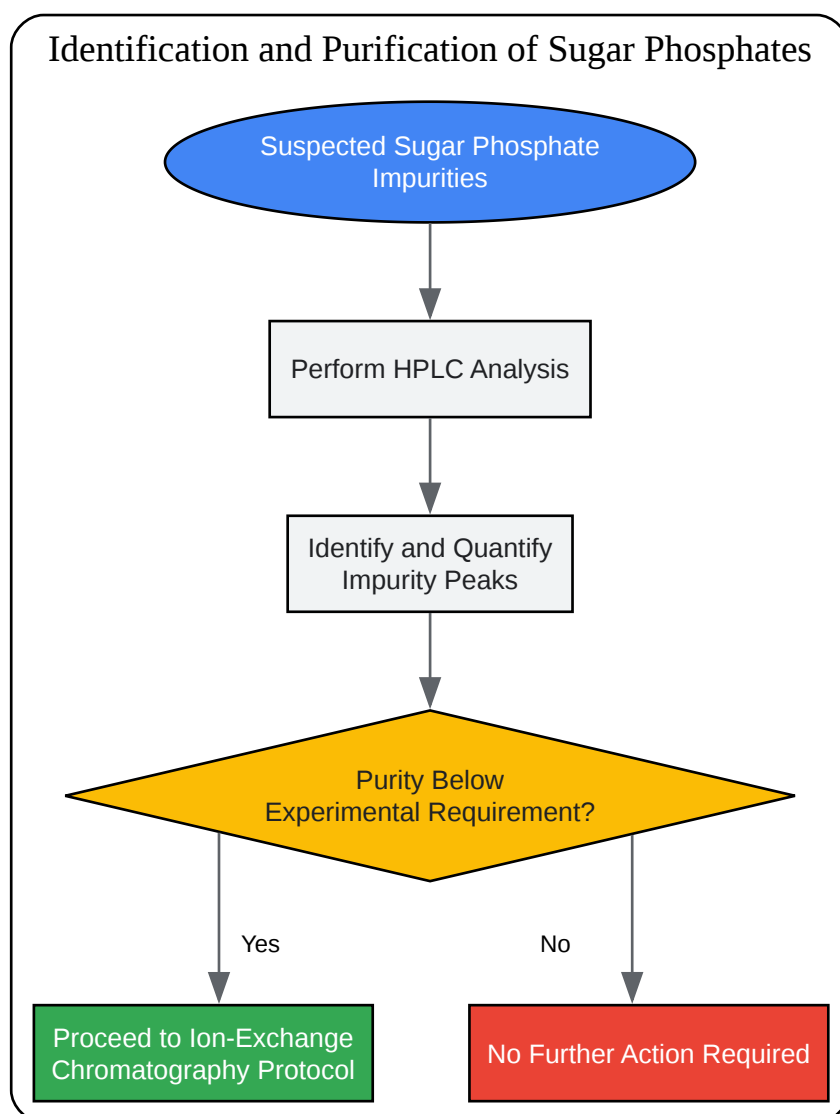 Identification and Purification of Sugar Phosphates
Suspected Sugar Phosphate
Impurities
Perform HPLC Analysis
Identify and Quantify
Impurity Peaks
Purity Below
Experimental Requirement?
Yes
No
Proceed to Ion-Exchange
Chromatography Protocol
No Further Action Required